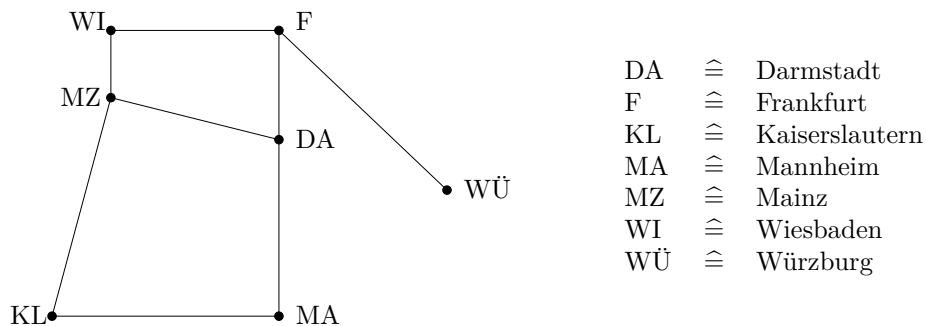 WI
F
MZ
DA
WÜ
KL
MA
DA ≙ Darmstadt
F ≙ Frankfurt
KL ≙ Kaiserslautern
MA ≙ Mannheim
MZ ≙ Mainz
WI ≙ Wiesbaden
WÜ ≙ Würzburg